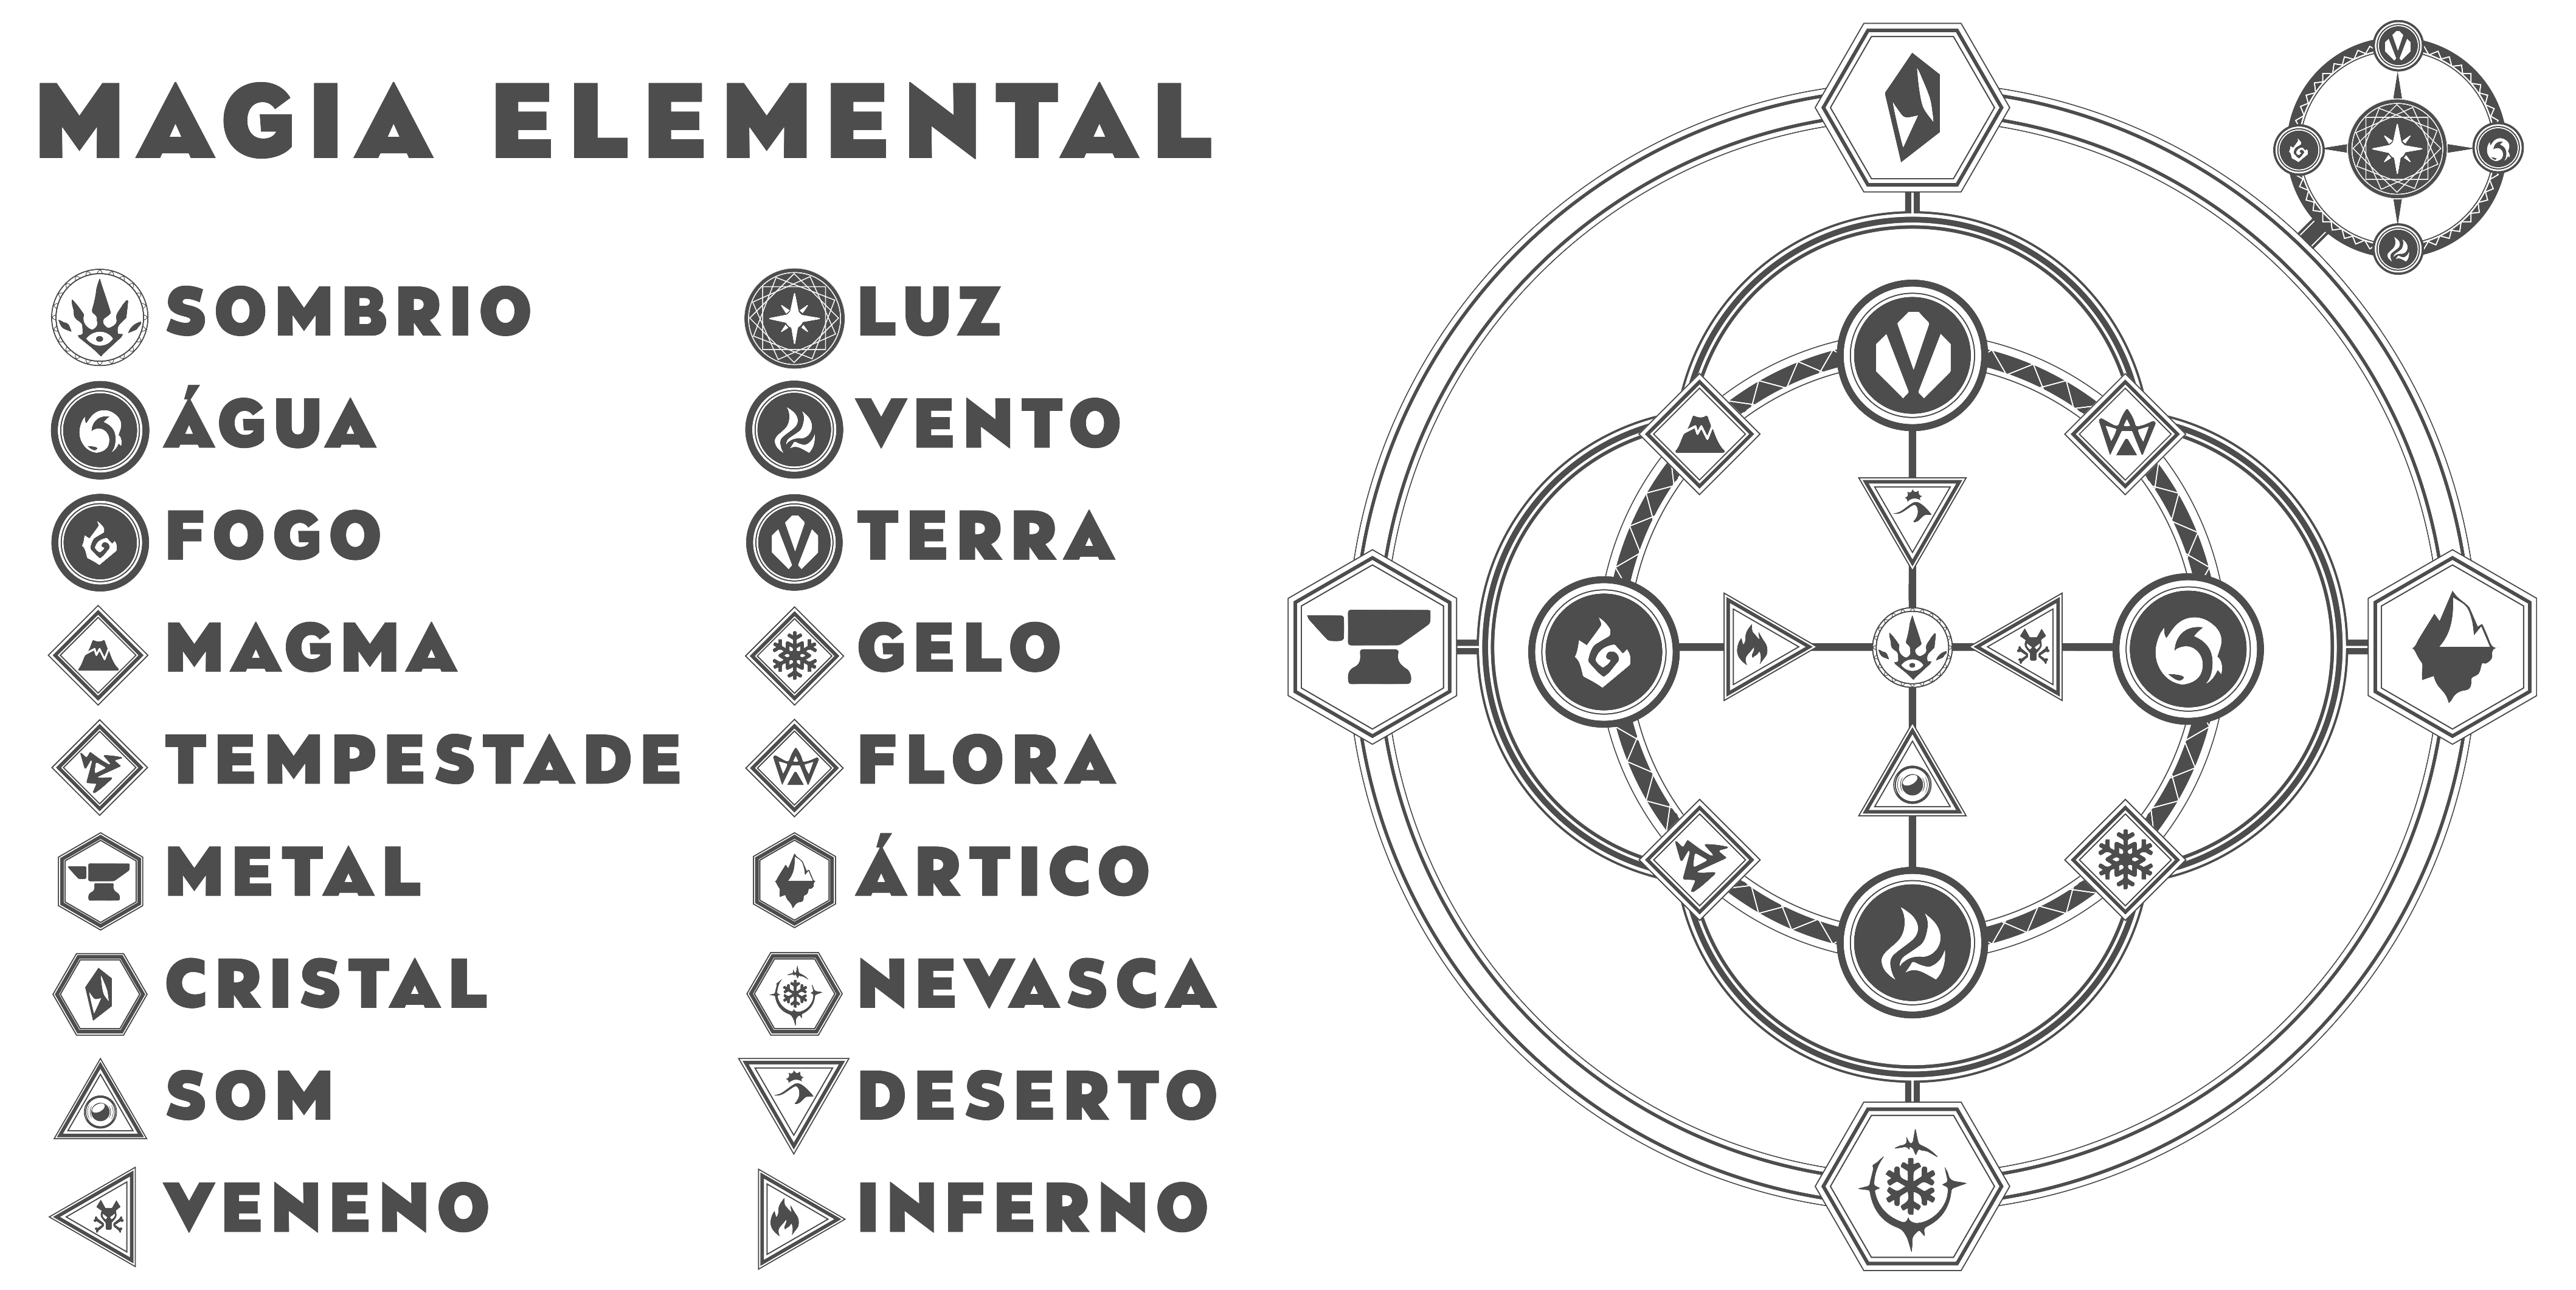 MAGIA ELEMENTAL
SOMBRIO
LUZ
ÁGUA
VENTO
FOGO
TERRA
MAGMA
GELO
TEMPESTADE
FLORA
METAL
ÁRTICO
CRISTAL
NEVASCA
SOM
DESERTO
VENENO
INFERNO